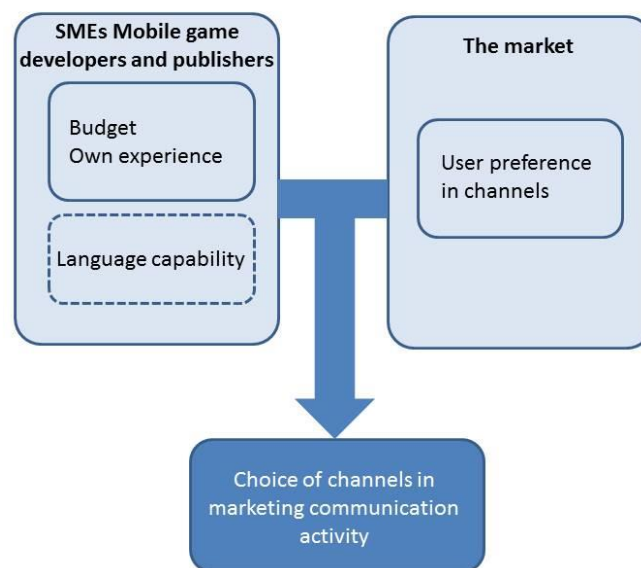 SMEs Mobile game
developers and publishers
Budget
Own experience
Language capability
The market
User preference
in channels
Choice of channels in
marketing communication
activity